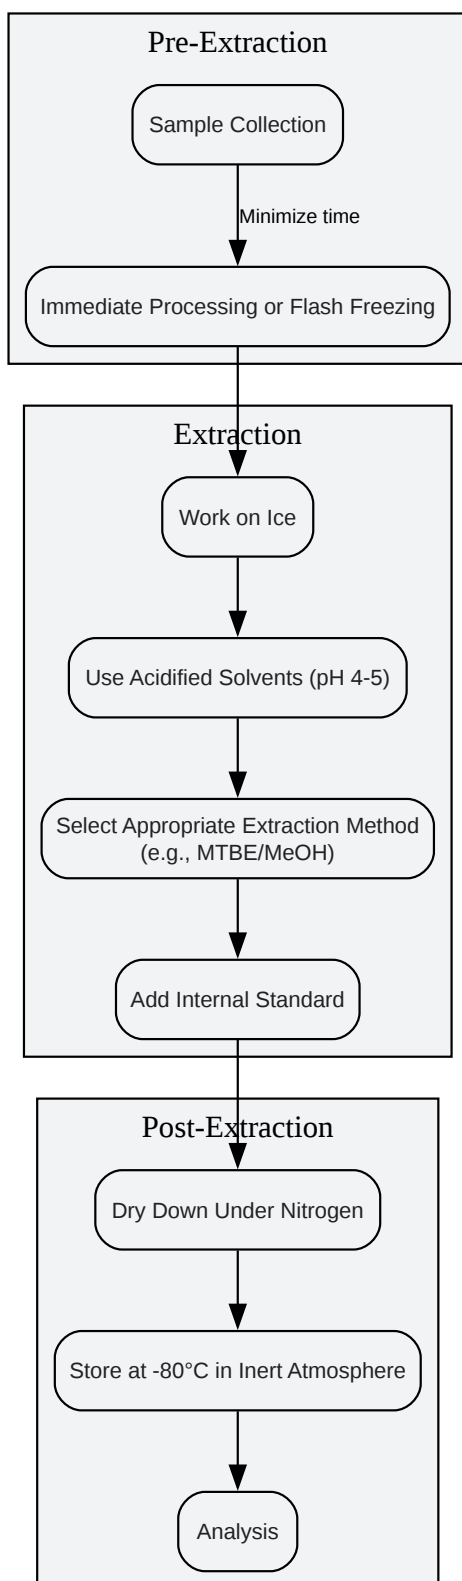 Pre-Extraction
Sample Collection
Minimize time
Immediate Processing or Flash Freezing
Extraction
Work on Ice
Use Acidified Solvents (pH 4-5)
Select Appropriate Extraction Method
(e.g., MTBE/MeOH)
Add Internal Standard
Post-Extraction
Dry Down Under Nitrogen
Store at -80°C in Inert Atmosphere
Analysis